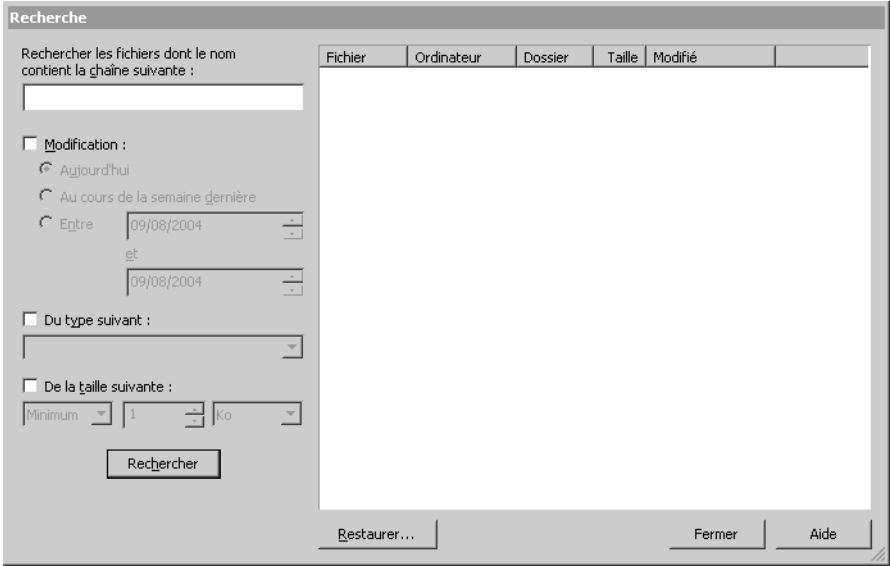 Recherche
Rechercher les fichiers dont le nom
contient la chaîne suivante :
Modification :
Aujourd'hui
Au cours de la semaine dernière
Entre 09/08/2004
et
09/08/2004
Du type suivant :
De la taille suivante :
Minimum 1 Ko
Rechercher
Fichier Ordinateur Dossier Taille Modifié
Restaurer... Fermer Aide